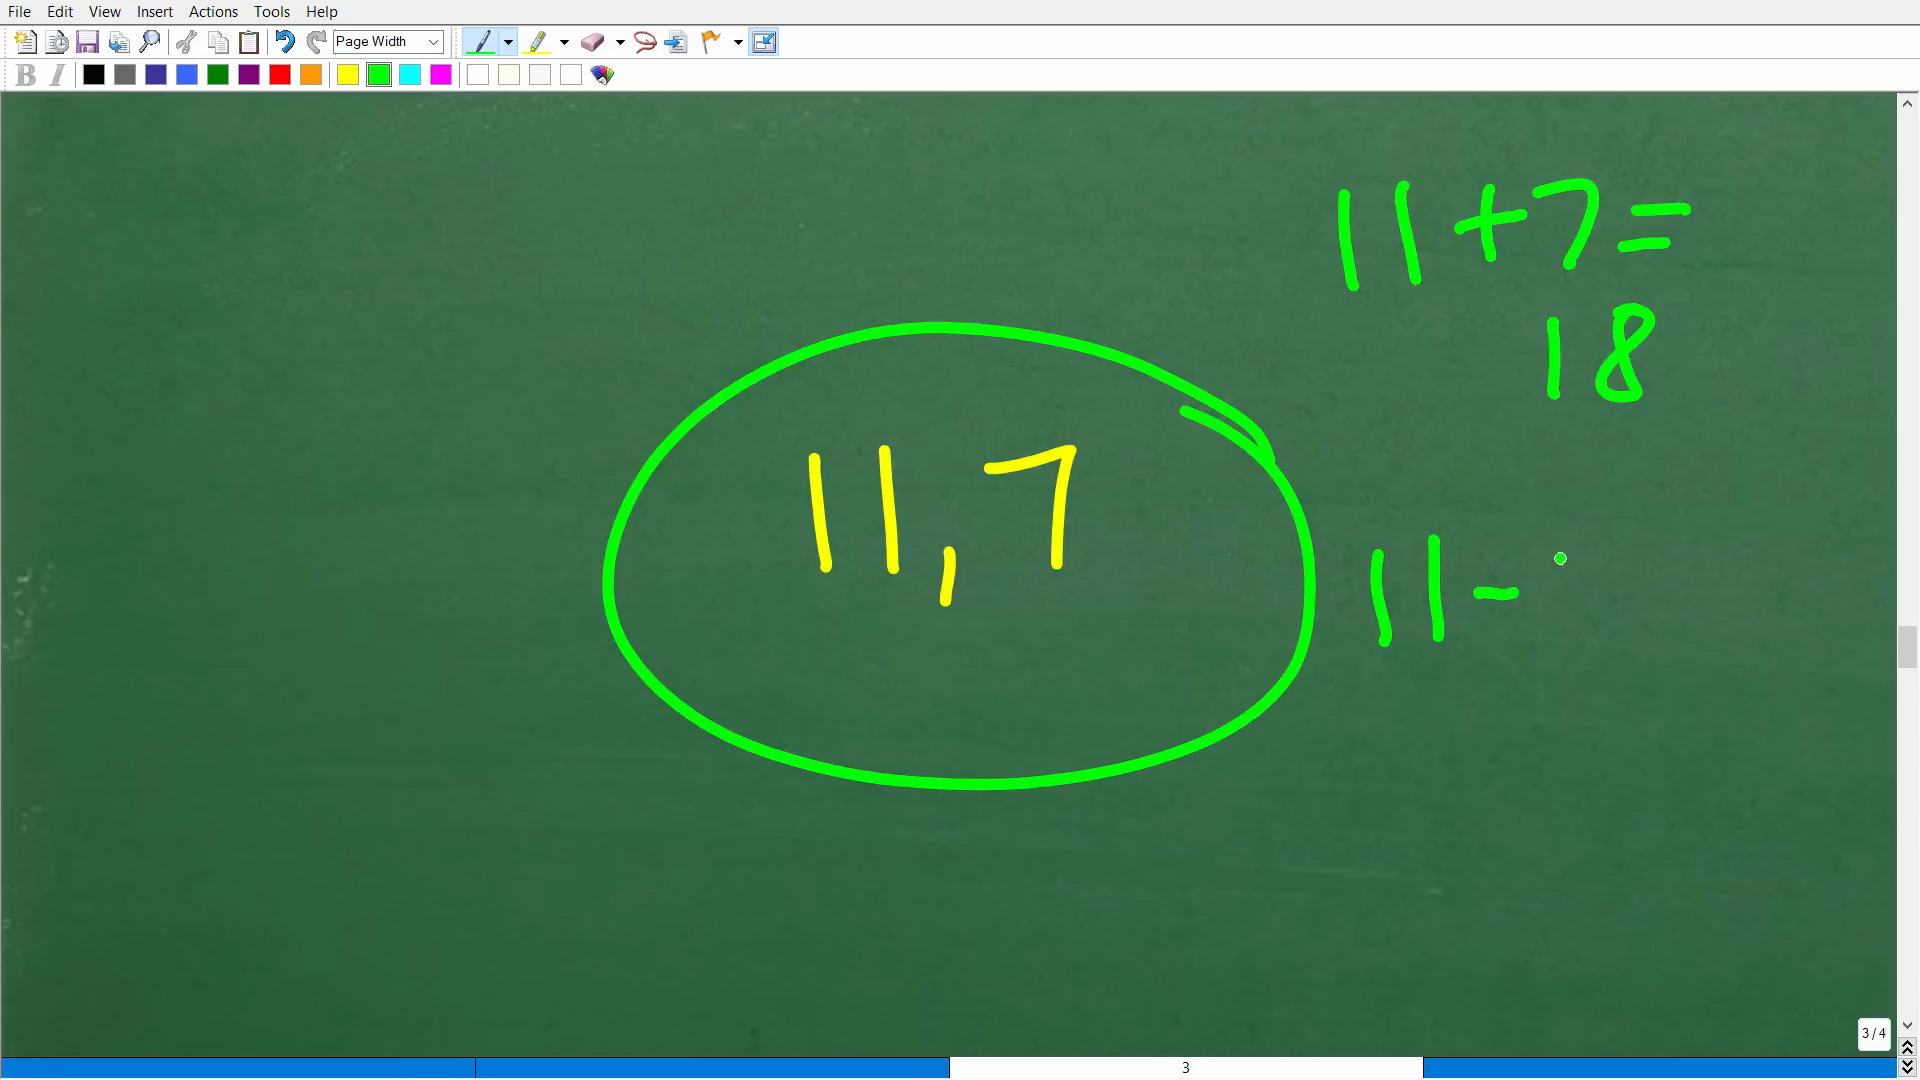 File Edit View Insert Actions Tools Help
Page Width
B I
11+7=
18
11,7
11-
3/4
3